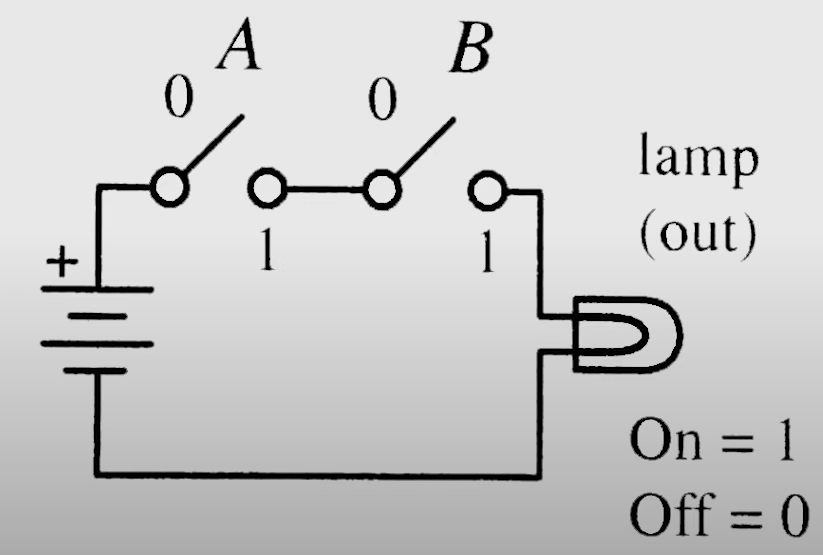 A
B
0
0
lamp
(out)
1
1
+
On = 1
Off = 0